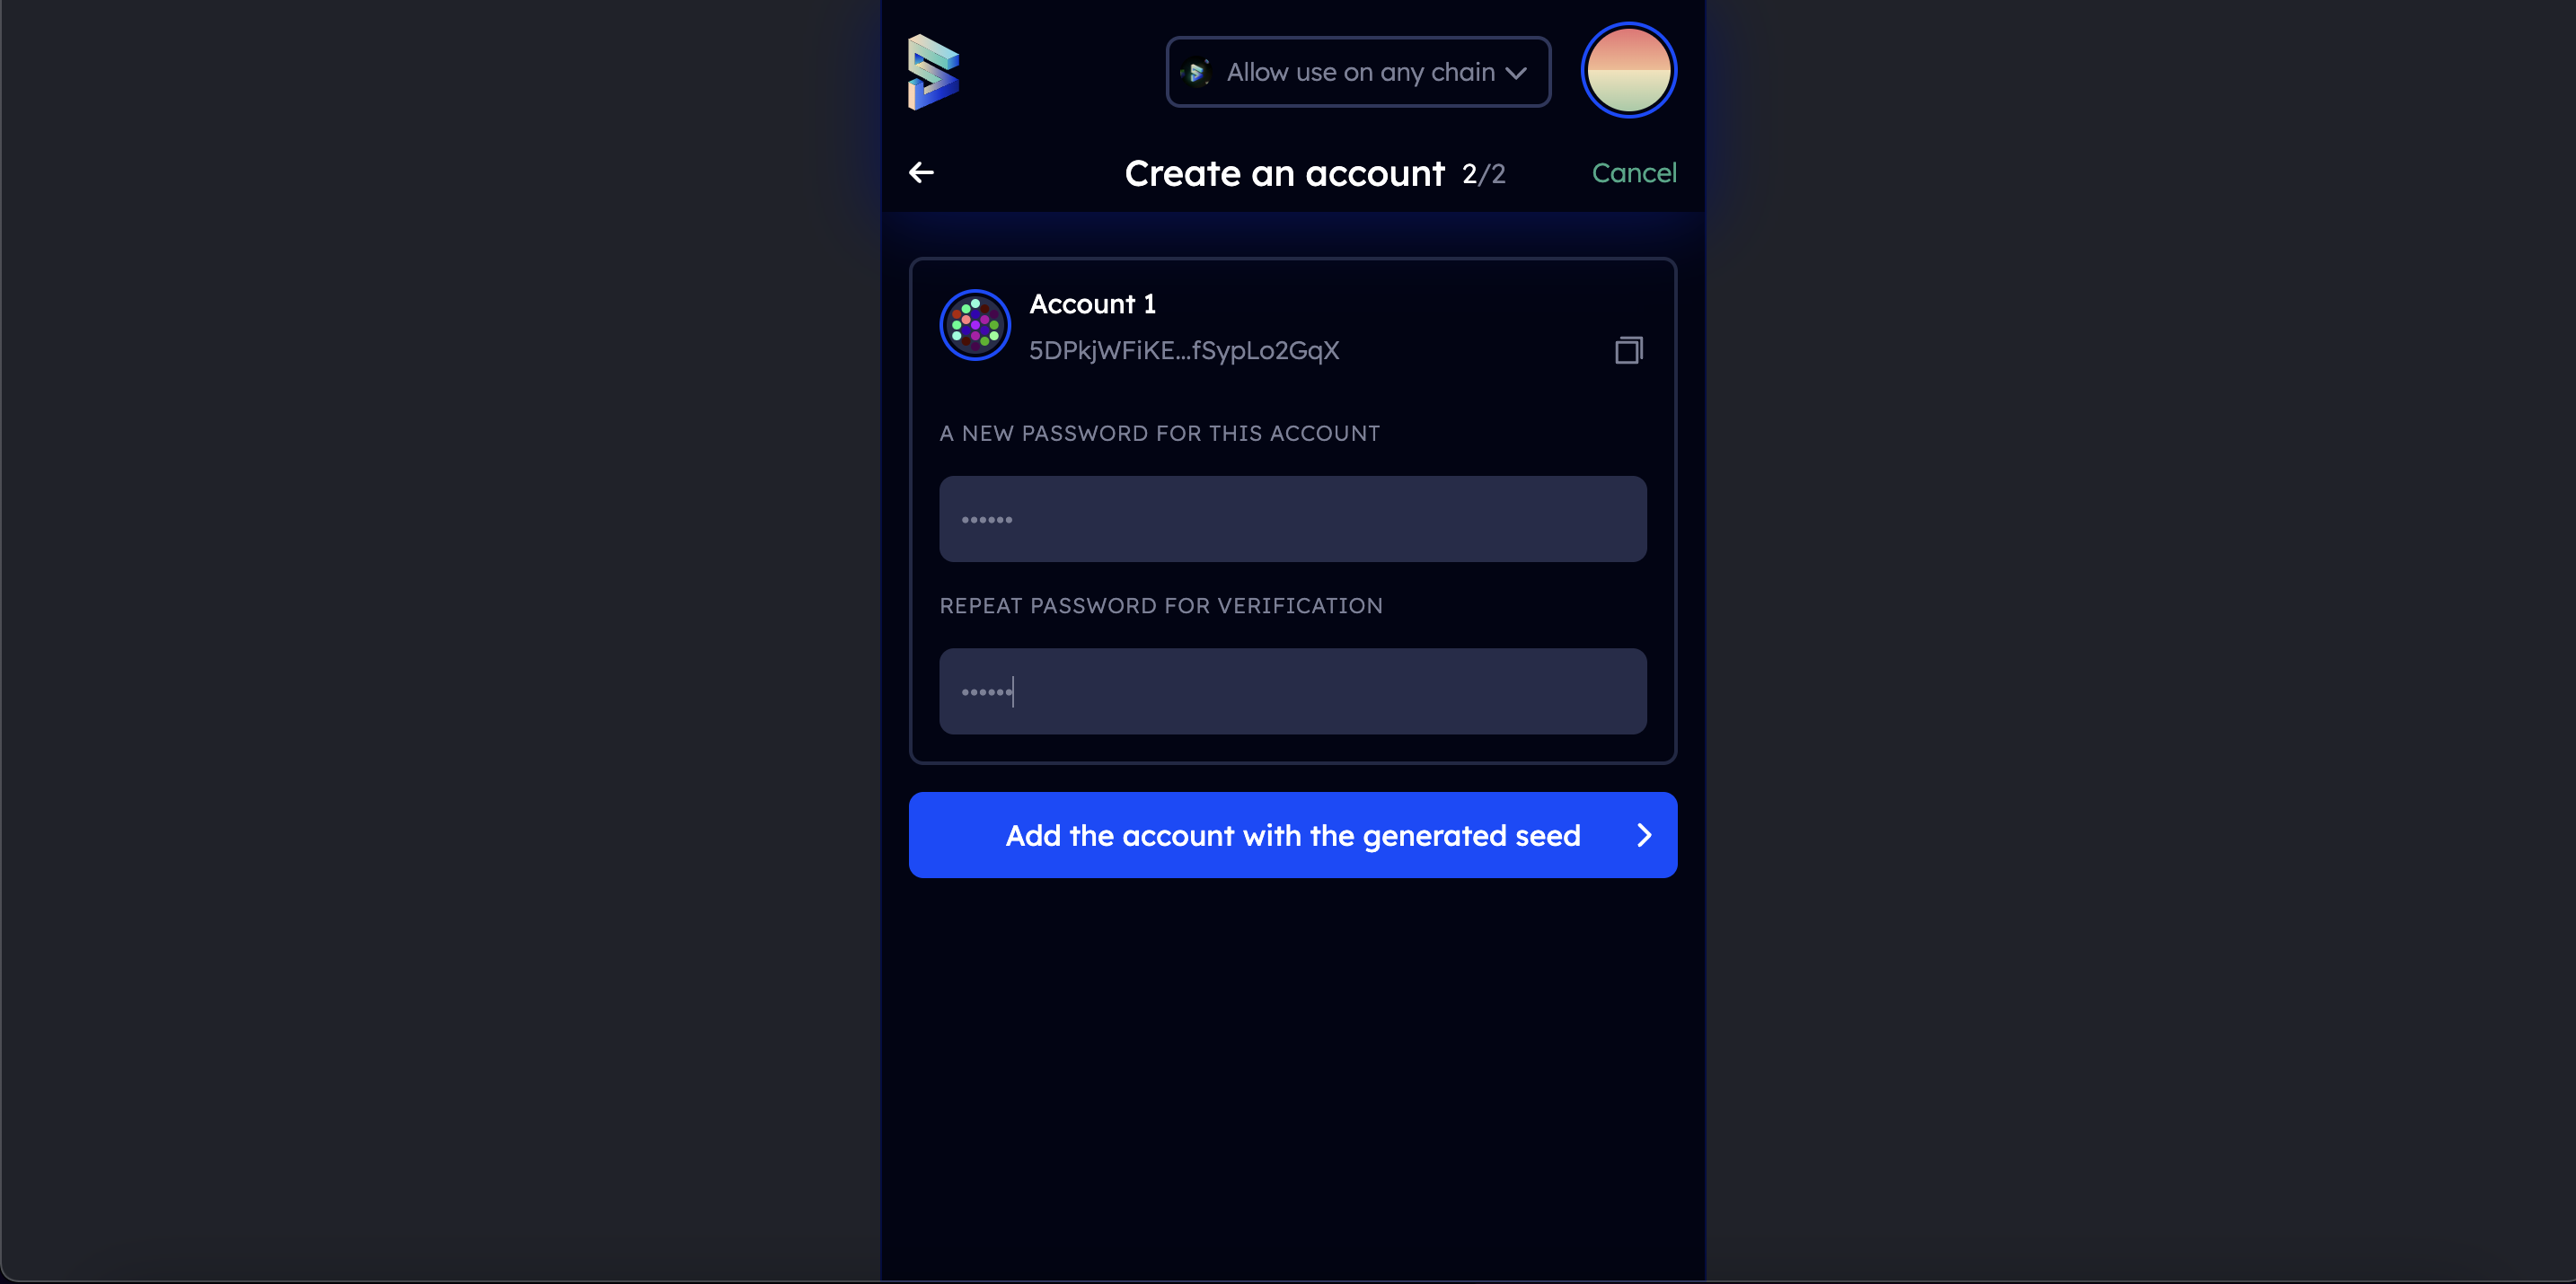 Allow use on any chain
Create an account 2/2 Cancel
Account 1
5DPkjWFiKE...fSypLo2GqX
A NEW PASSWORD FOR THIS ACCOUNT
••••••
REPEAT PASSWORD FOR VERIFICATION
••••••
Add the account with the generated seed